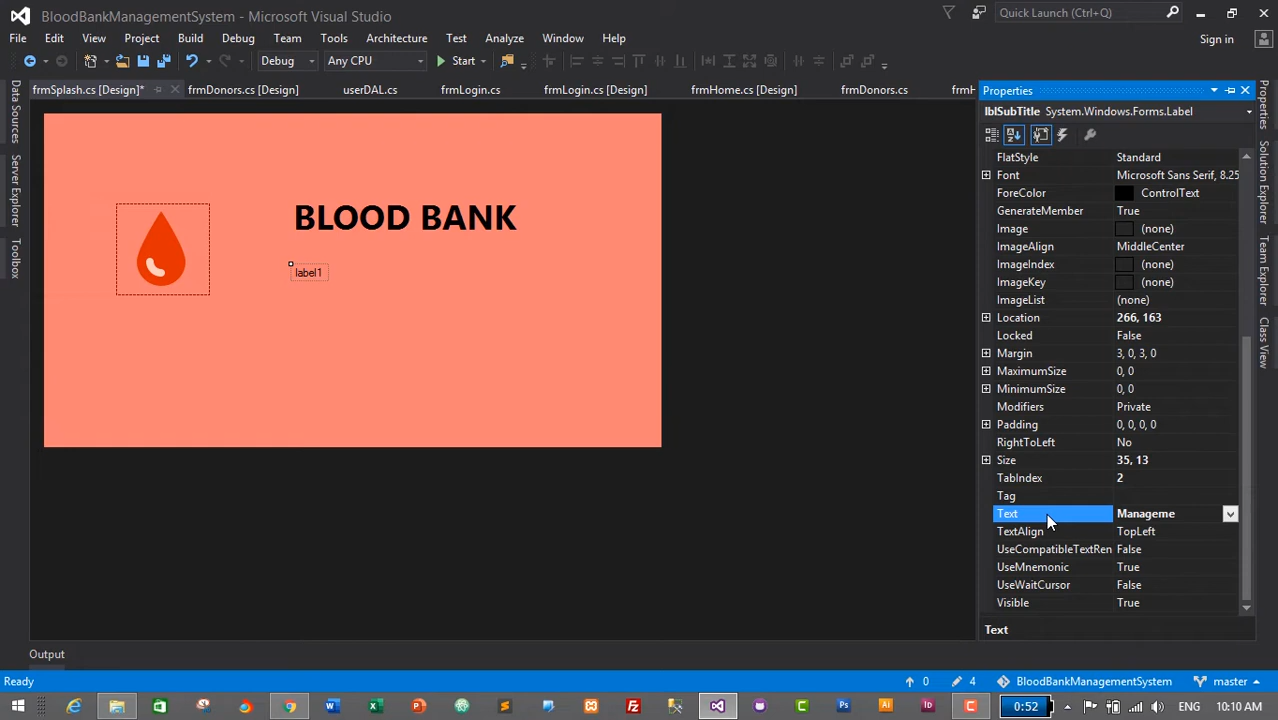 BloodBankManagementSystem - Microsoft Visual Studio
Quick Launch (Ctrl+Q)
File Edit View Project Build Debug Team Tools Architecture Test Analyze Window Help
Sign in
Debug Any CPU Start
frmSplash.cs [Design]* frmDonors.cs [Design] userDAL.cs frmLogin.cs frmLogin.cs [Design] frmHome.cs [Design] frmDonors.cs frmH
Data Sources
Server Explorer
Toolbox
BLOOD BANK
label1
Properties
lblSubTitle System.Windows.Forms.Label
FlatStyle Standard
Font Microsoft Sans Serif, 8.25
ForeColor ControlText
GenerateMember True
Image (none)
ImageAlign MiddleCenter
ImageIndex (none)
ImageKey (none)
ImageList (none)
Location 266, 163
Locked False
Margin 3, 0, 3, 0
MaximumSize 0, 0
MinimumSize 0, 0
Modifiers Private
Padding 0, 0, 0, 0
RightToLeft No
Size 35, 13
TabIndex 2
Tag
Text Manageme
TextAlign TopLeft
UseCompatibleTextRen False
UseMnemonic True
UseWaitCursor False
Visible True
Text
Properties
Solution Explorer
Team Explorer
Class View
Output
Ready
0 4 BloodBankManagementSystem master
0:52 ENG 10:10 AM